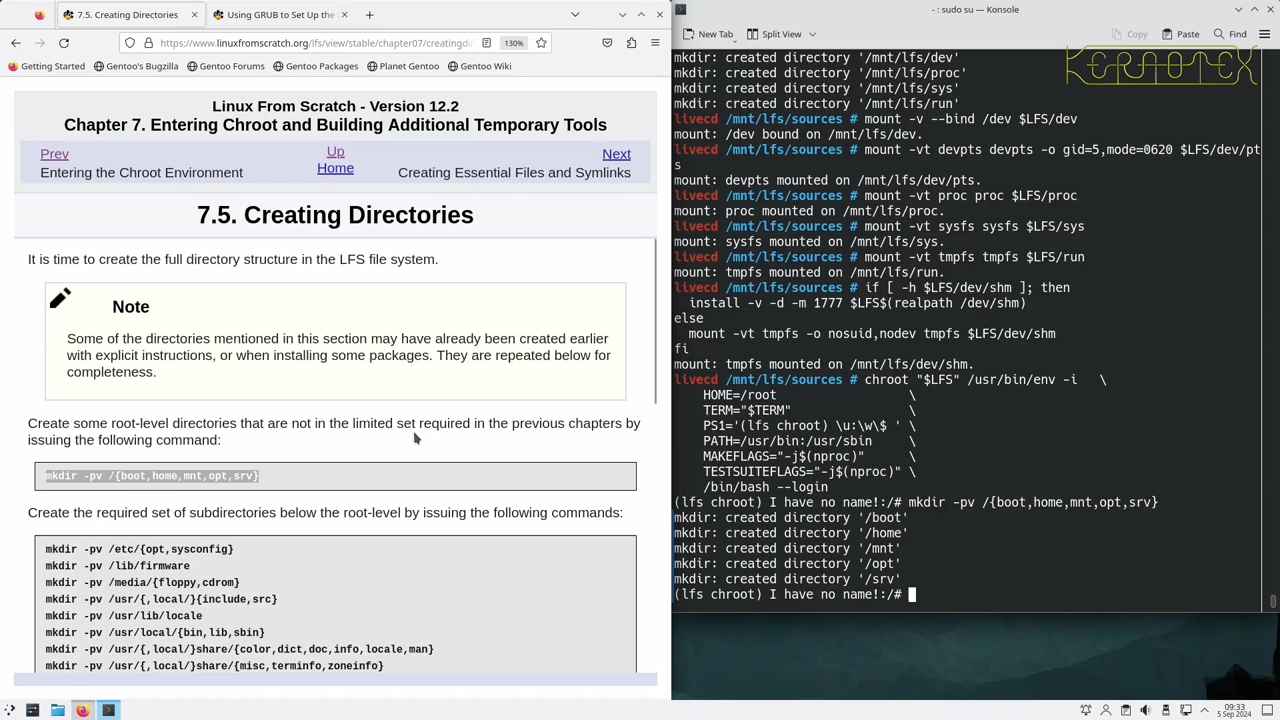 7.5. Creating Directories
Using GRUB to Set Up the
https://www.linuxfromscratch.org/lfs/view/stable/chapter07/creatingdir
130%
Getting Started
Gentoo's Bugzilla
Gentoo Forums
Gentoo Packages
Planet Gentoo
Gentoo Wiki
Linux From Scratch - Version 12.2
Chapter 7. Entering Chroot and Building Additional Temporary Tools
Prev
Up
Next
Entering the Chroot Environment
Home
Creating Essential Files and Symlinks
7.5. Creating Directories
It is time to create the full directory structure in the LFS file system.
Note
Some of the directories mentioned in this section may have already been created earlier
with explicit instructions, or when installing some packages. They are repeated below for
completeness.
Create some root-level directories that are not in the limited set required in the previous chapters by
issuing the following command:
mkdir -pv /{boot,home,mnt,opt,srv}
Create the required set of subdirectories below the root-level by issuing the following commands:
mkdir -pv /etc/{opt,sysconfig}
mkdir -pv /lib/firmware
mkdir -pv /media/{floppy,cdrom}
mkdir -pv /usr/{,local/}{include,src}
mkdir -pv /usr/lib/locale
mkdir -pv /usr/local/{bin,lib,sbin}
mkdir -pv /usr/{,local/}share/{color,dict,doc,info,locale,man}
mkdir -pv /usr/{,local/}share/{misc,terminfo,zoneinfo}
- : sudo su — Konsole
New Tab
Split View
Copy
Paste
Find
KERNOTEX
mkdir: created directory '/mnt/lfs/dev'
mkdir: created directory '/mnt/lfs/proc'
mkdir: created directory '/mnt/lfs/sys'
mkdir: created directory '/mnt/lfs/run'
livecd /mnt/lfs/sources # mount -v --bind /dev $LFS/dev
mount: /dev bound on /mnt/lfs/dev.
livecd /mnt/lfs/sources # mount -vt devpts devpts -o gid=5,mode=0620 $LFS/dev/pt
s
mount: devpts mounted on /mnt/lfs/dev/pts.
livecd /mnt/lfs/sources # mount -vt proc proc $LFS/proc
mount: proc mounted on /mnt/lfs/proc.
livecd /mnt/lfs/sources # mount -vt sysfs sysfs $LFS/sys
mount: sysfs mounted on /mnt/lfs/sys.
livecd /mnt/lfs/sources # mount -vt tmpfs tmpfs $LFS/run
mount: tmpfs mounted on /mnt/lfs/run.
livecd /mnt/lfs/sources # if [ -h $LFS/dev/shm ]; then
  install -v -d -m 1777 $LFS$(realpath /dev/shm)
else
  mount -vt tmpfs -o nosuid,nodev tmpfs $LFS/dev/shm
fi
mount: tmpfs mounted on /mnt/lfs/dev/shm.
livecd /mnt/lfs/sources # chroot "$LFS" /usr/bin/env -i   \
    HOME=/root                  \
    TERM="$TERM"                \
    PS1='(lfs chroot) \u:\w\$ ' \
    PATH=/usr/bin:/usr/sbin     \
    MAKEFLAGS="-j$(nproc)"      \
    TESTSUITEFLAGS="-j$(nproc)" \
    /bin/bash --login
(lfs chroot) I have no name!:/# mkdir -pv /{boot,home,mnt,opt,srv}
mkdir: created directory '/boot'
mkdir: created directory '/home'
mkdir: created directory '/mnt'
mkdir: created directory '/opt'
mkdir: created directory '/srv'
(lfs chroot) I have no name!:/#
09:33
5 Sep 2024